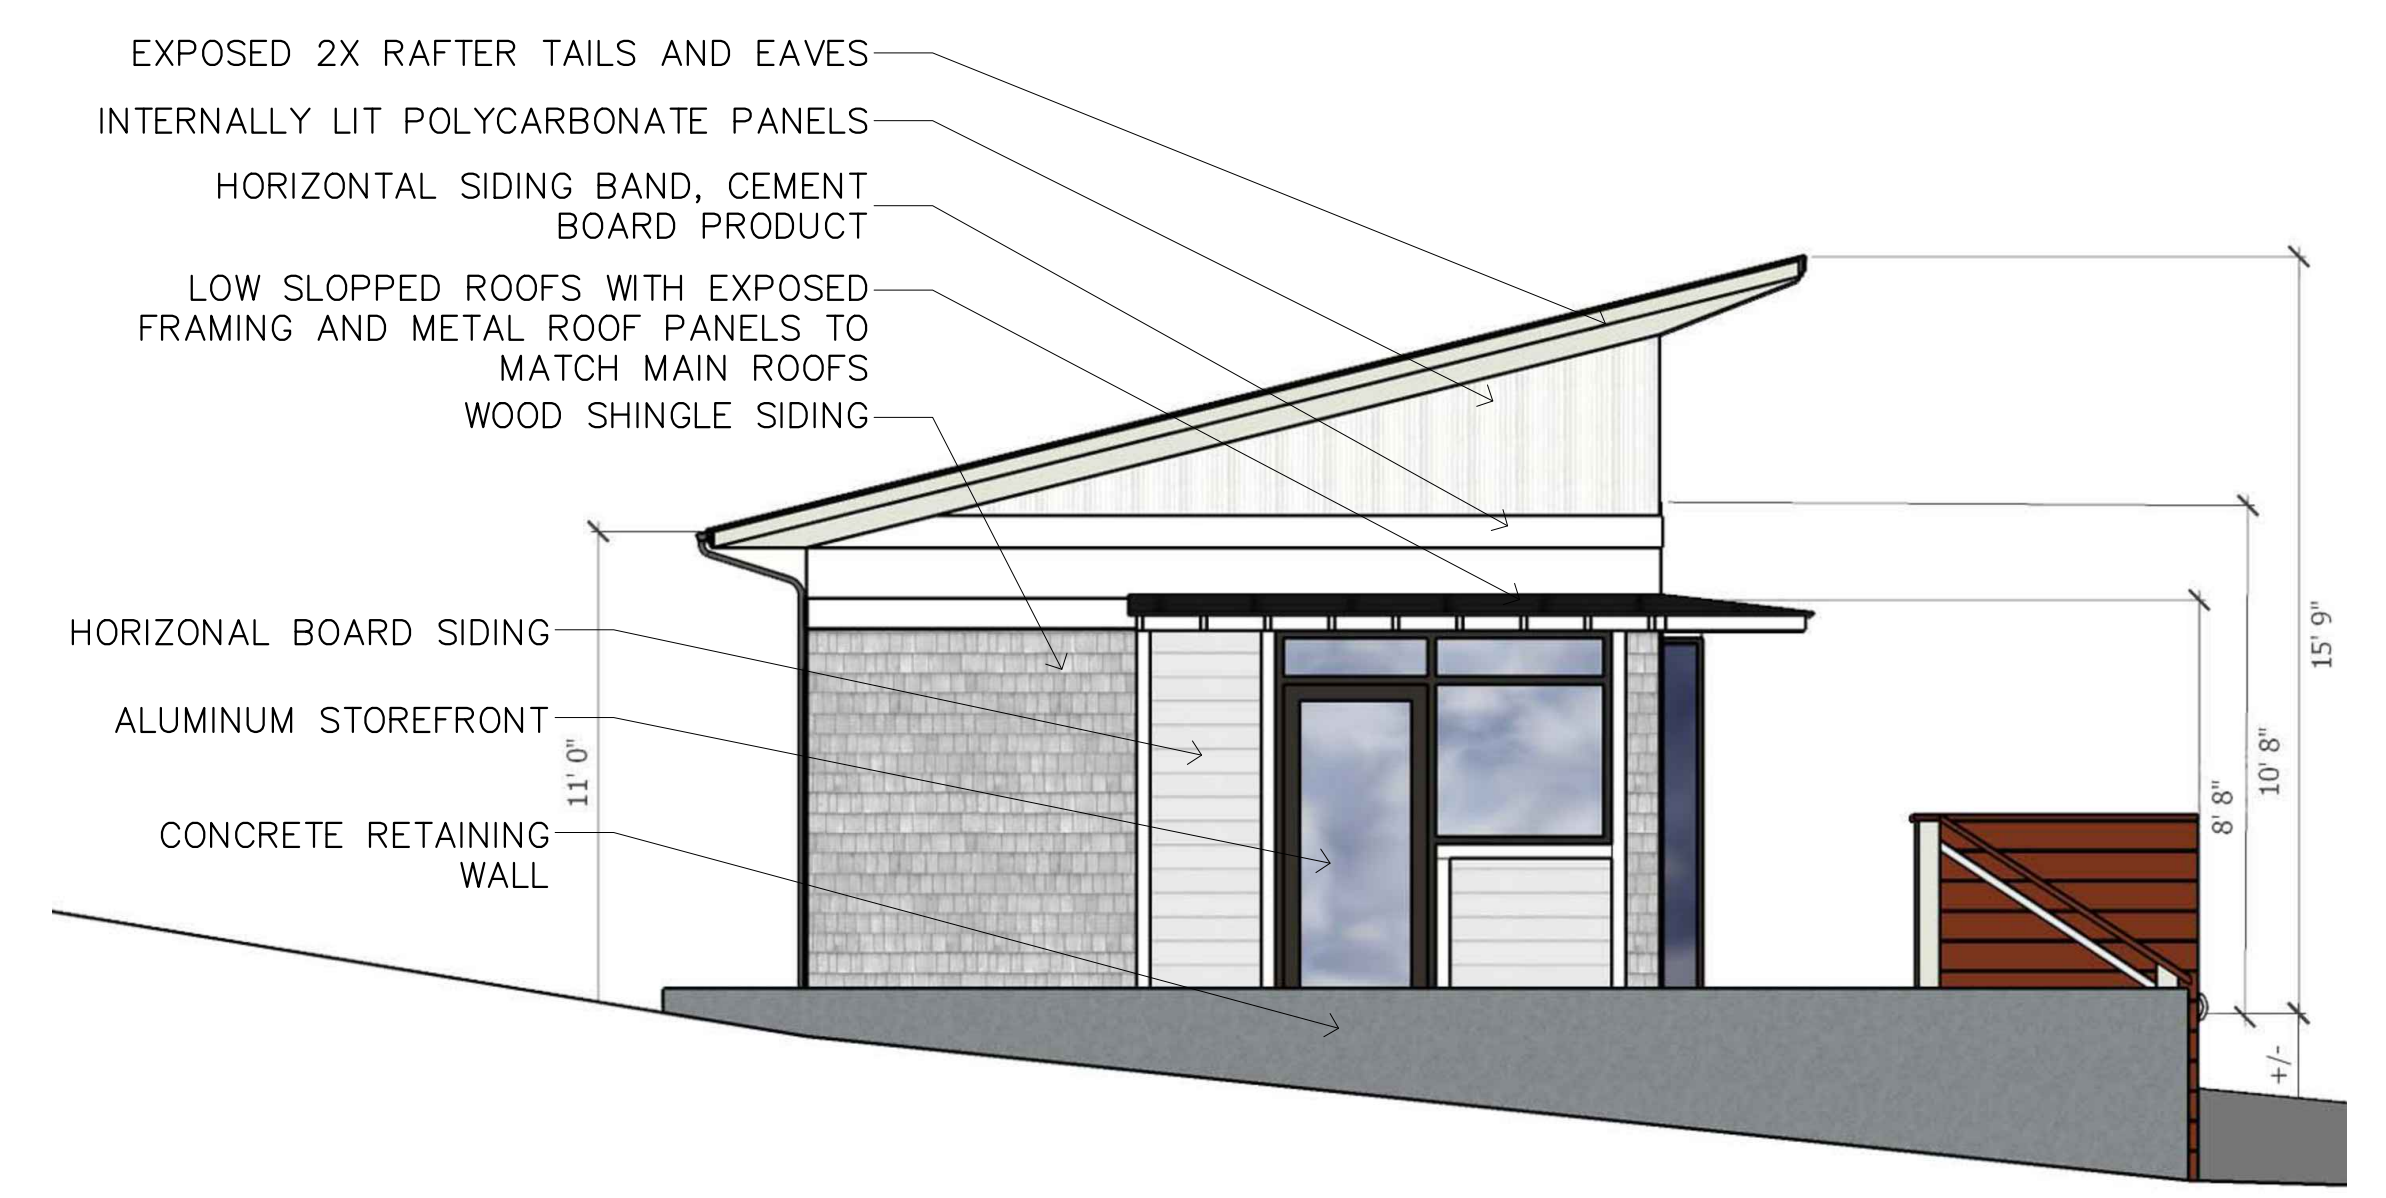 EXPOSED 2X RAFTER TAILS AND EAVES
INTERNALLY LIT POLYCARBONATE PANELS
HORIZONTAL SIDING BAND, CEMENT
BOARD PRODUCT
LOW SLOPPED ROOFS WITH EXPOSED
FRAMING AND METAL ROOF PANELS TO
MATCH MAIN ROOFS
WOOD SHINGLE SIDING
HORIZONAL BOARD SIDING
ALUMINUM STOREFRONT
CONCRETE RETAINING
WALL
11' 0"
8' 8"
10' 8"
15' 9"
+/-